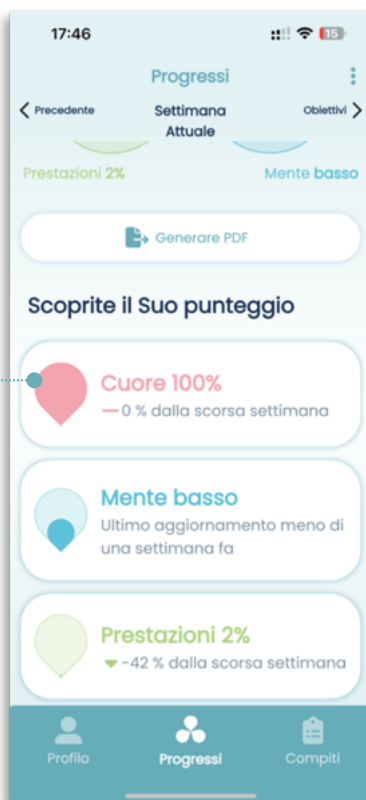 17:46
15
Progressi
Precedente
Settimana
Attuale
Obiettivi
Prestazioni 2%
Mente basso
Generare PDF
Scoprite il Suo punteggio
Cuore 100%
0 % dalla scorsa settimana
Mente basso
Ultimo aggiornamento meno di
una settimana fa
Prestazioni 2%
-42 % dalla scorsa settimana
Profilo
Progressi
Compiti